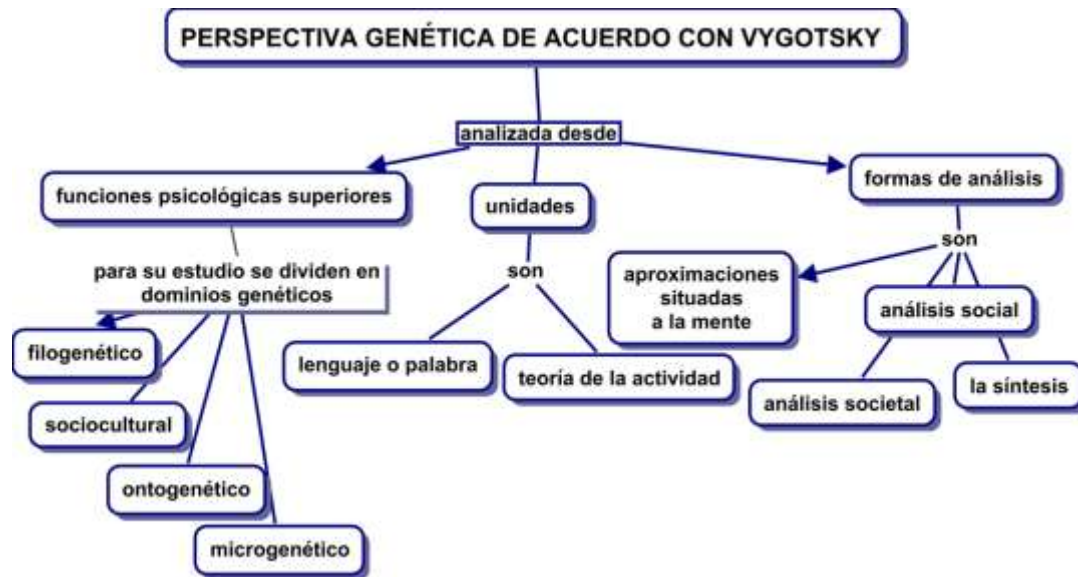 PERSPECTIVA GENÉTICA DE ACUERDO CON VYGOTSKY
analizada desde
funciones psicológicas superiores
unidades
formas de análisis
para su estudio se dividen en
dominios genéticos
son
son
filogenético
sociocultural
ontogenético
microgenético
lenguaje o palabra
teoría de la actividad
aproximaciones
situadas
a la mente
análisis social
análisis societal
la síntesis